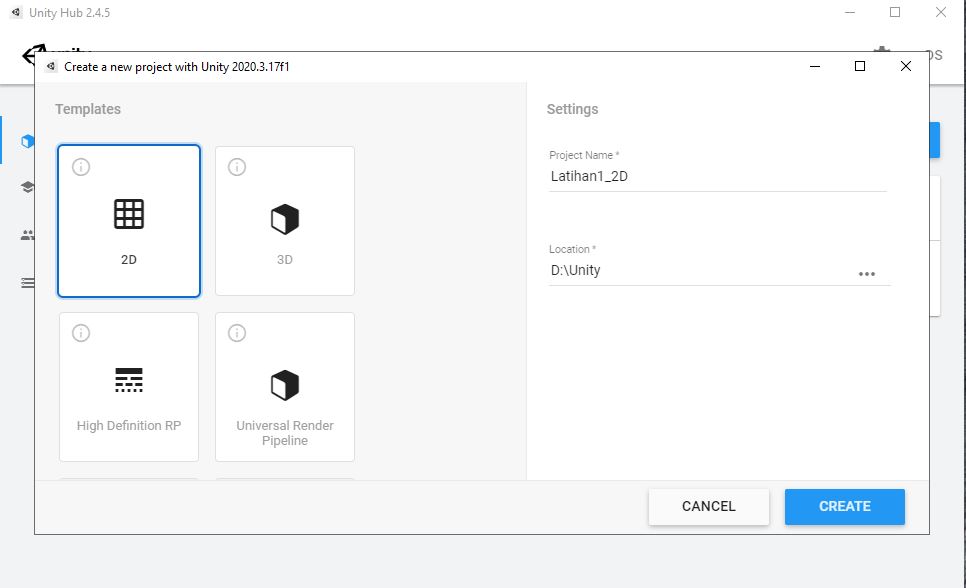 Unity Hub 2.4.5
Create a new project with Unity 2020.3.17f1
Templates
2D
3D
High Definition RP
Universal Render
Pipeline
Settings
Project Name *
Latihan1_2D
Location *
D:\Unity
CANCEL
CREATE